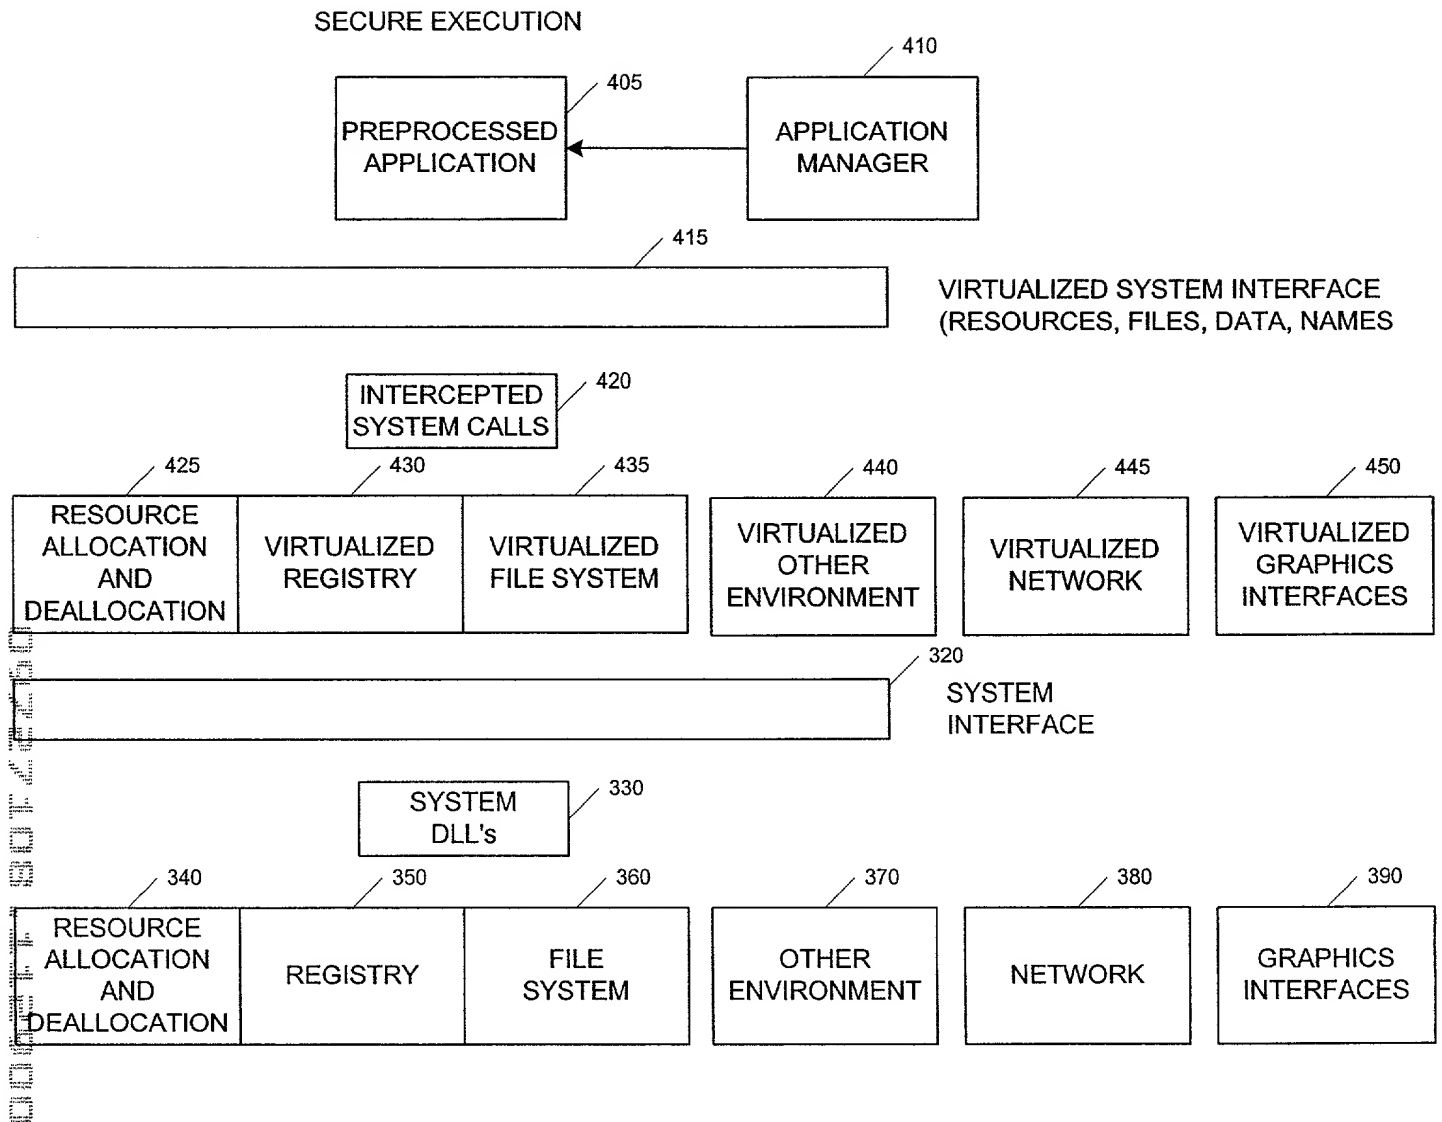 SECURE EXECUTION
410
405
PREPROCESSED
APPLICATION
APPLICATION
MANAGER
415
VIRTUALIZED SYSTEM INTERFACE
(RESOURCES, FILES, DATA, NAMES
INTERCEPTED
SYSTEM CALLS
420
425
430
435
440
445
450
RESOURCE
ALLOCATION
AND
DEALLOCATION
VIRTUALIZED
REGISTRY
VIRTUALIZED
FILE SYSTEM
VIRTUALIZED
OTHER
ENVIRONMENT
VIRTUALIZED
NETWORK
VIRTUALIZED
GRAPHICS
INTERFACES
320
SYSTEM
INTERFACE
SYSTEM
DLL's
330
340
350
360
370
380
390
RESOURCE
ALLOCATION
AND
DEALLOCATION
REGISTRY
FILE
SYSTEM
OTHER
ENVIRONMENT
NETWORK
GRAPHICS
INTERFACES